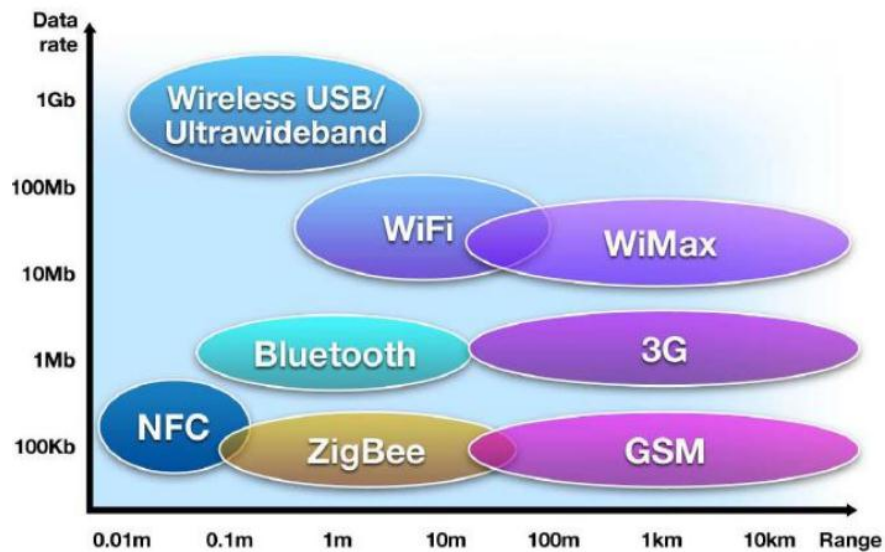 Data
rate
1Gb
100Mb
10Mb
1Mb
100Kb
Wireless USB/
Ultrawideband
WiFi
WiMax
Bluetooth
3G
NFC
ZigBee
GSM
0.01m 0.1m 1m 10m 100m 1km 10km Range